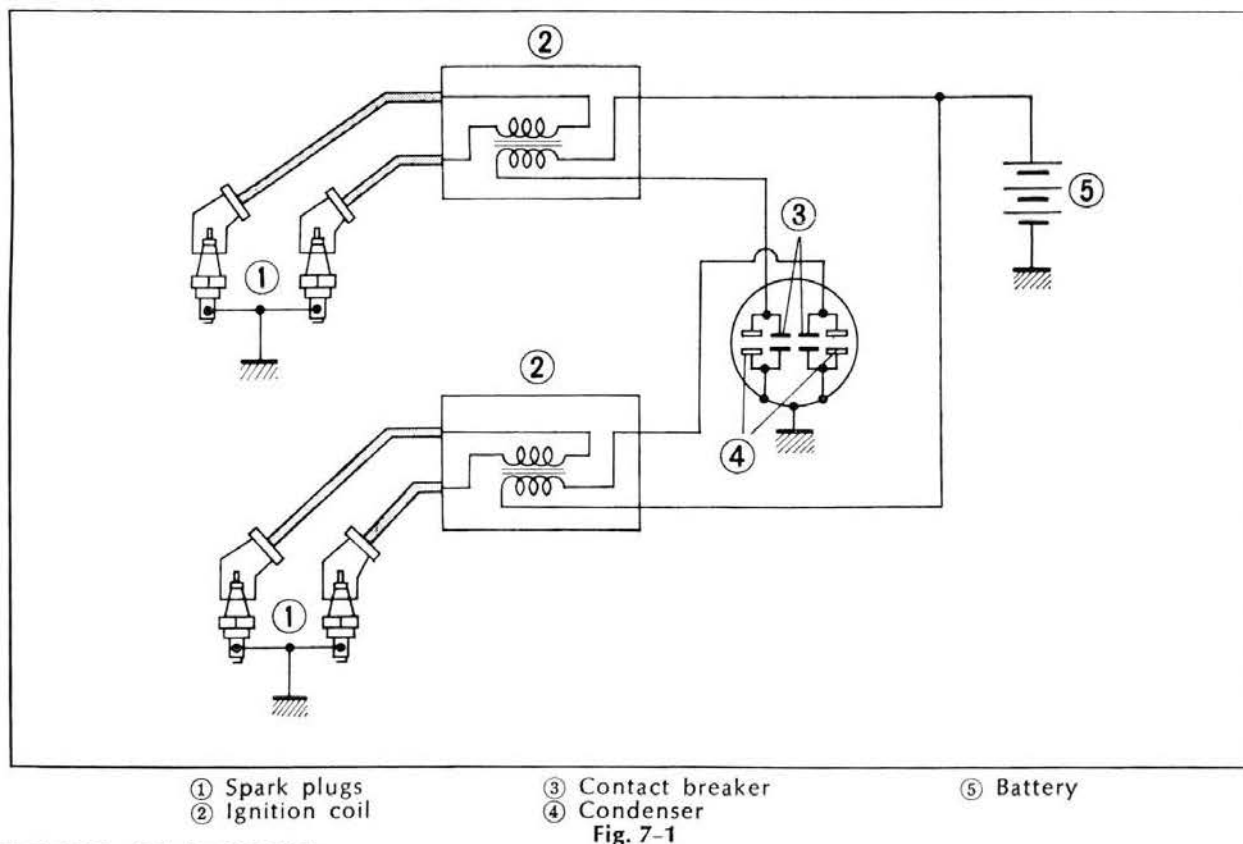 ②
⑤
③
①
②
④
①
① Spark plugs ③ Contact breaker ⑤ Battery
② Ignition coil ④ Condenser
Fig. 7-1